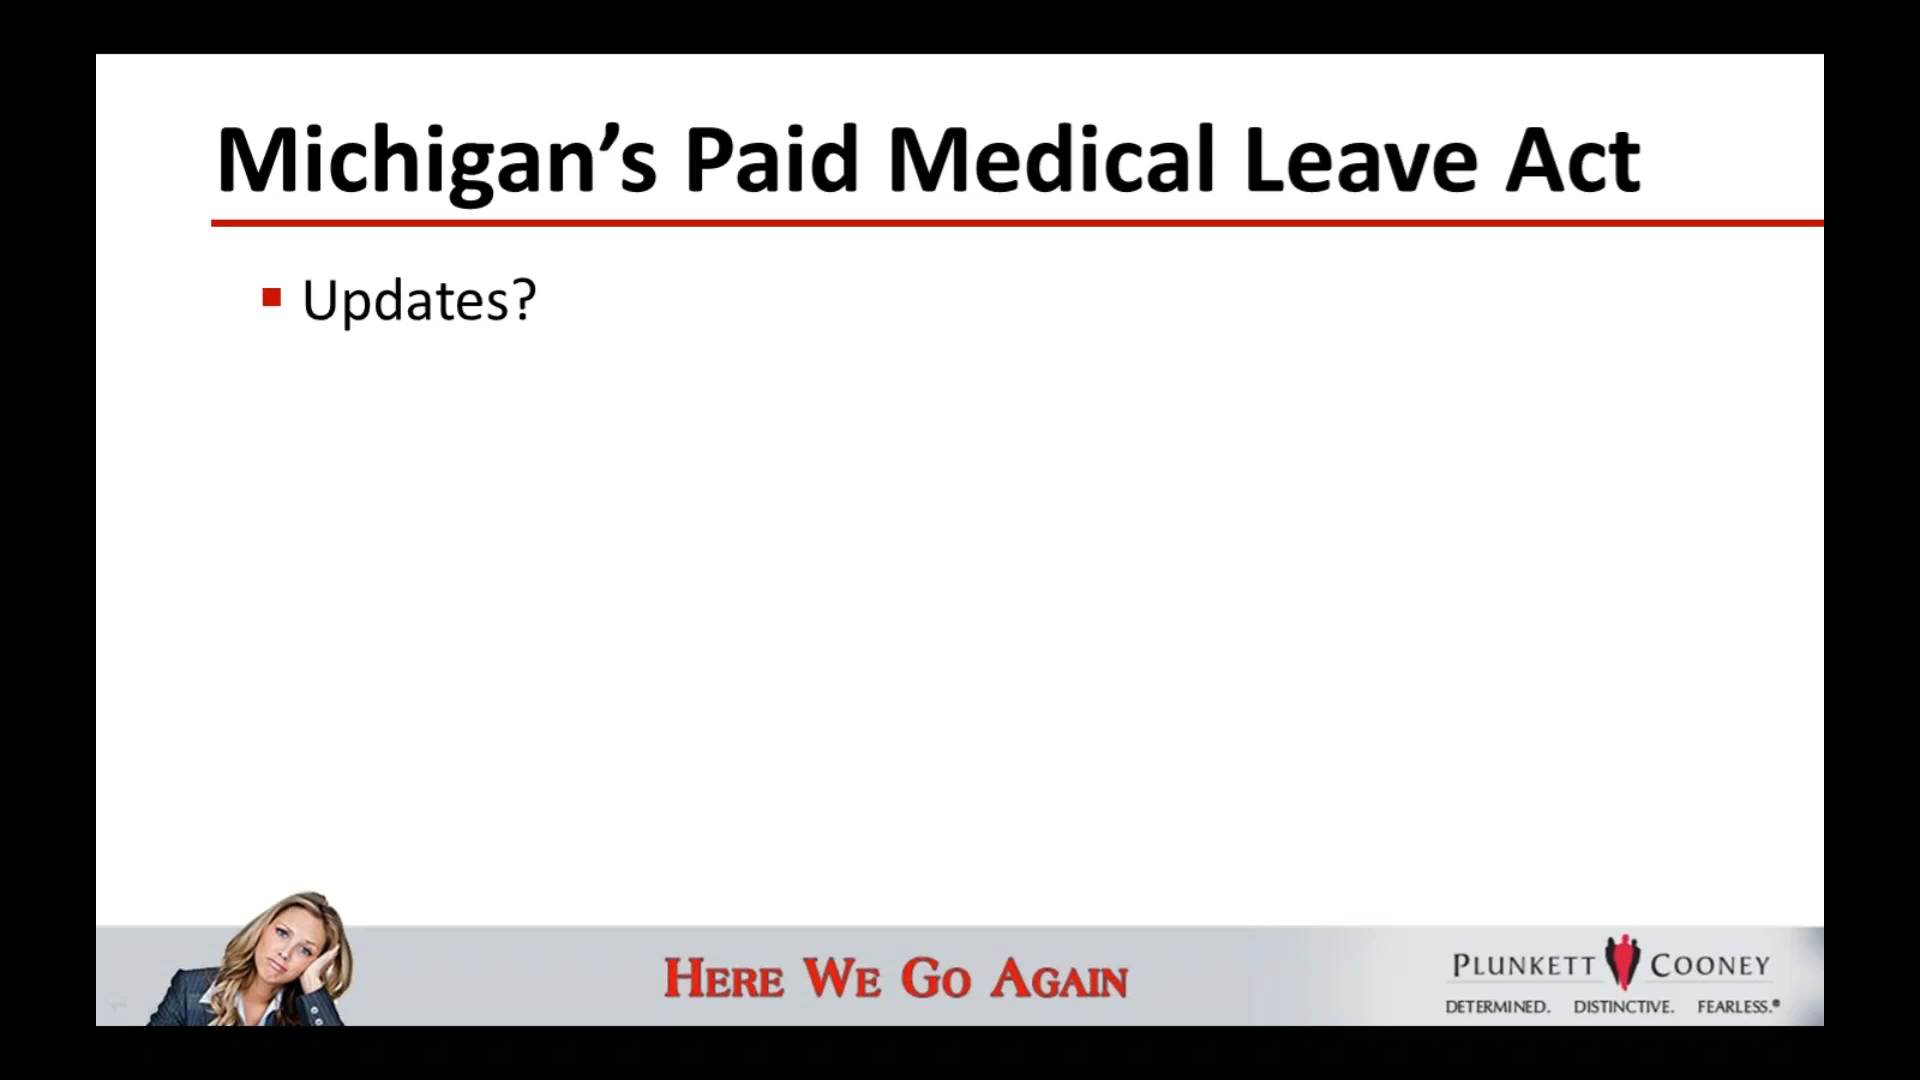 Michigan’s Paid Medical Leave Act
Updates?
HERE WE GO AGAIN
PLUNKETT COONEY
DETERMINED. DISTINCTIVE. FEARLESS.®